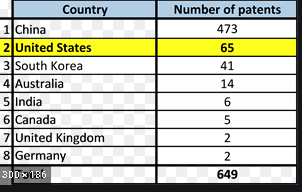 Country Number of patents
1 China 473
2 United States 65
3 South Korea 41
4 Australia 14
5 India 6
6 Canada 5
7 United Kingdom 2
8 Germany 2
300 × 186 649